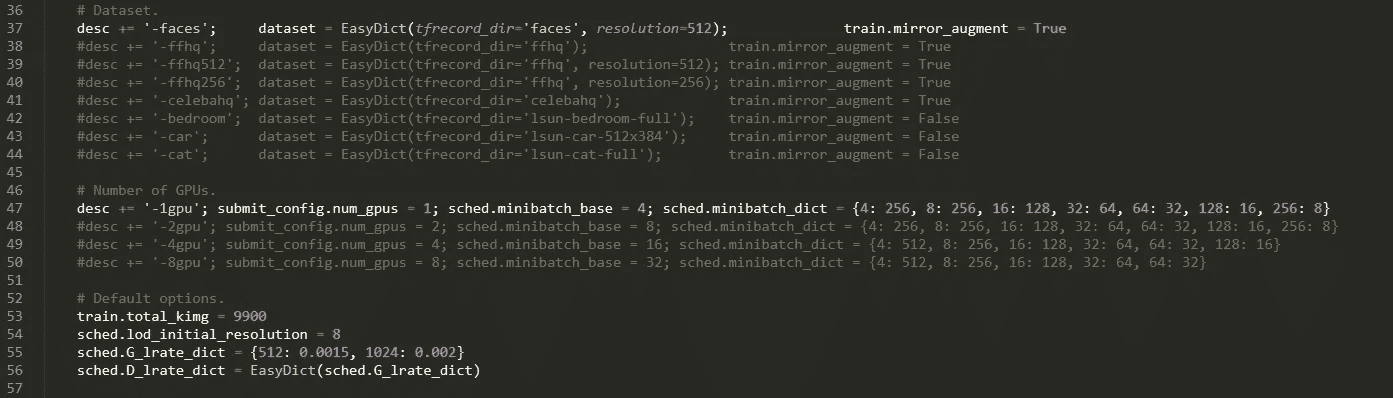 36 # Dataset.
37 desc += '-faces'; dataset = EasyDict(tfrecord_dir='faces', resolution=512); train.mirror_augment = True
38 #desc += '-ffhq'; dataset = EasyDict(tfrecord_dir='ffhq'); train.mirror_augment = True
39 #desc += '-ffhq512'; dataset = EasyDict(tfrecord_dir='ffhq', resolution=512); train.mirror_augment = True
40 #desc += '-ffhq256'; dataset = EasyDict(tfrecord_dir='ffhq', resolution=256); train.mirror_augment = True
41 #desc += '-celebahq'; dataset = EasyDict(tfrecord_dir='celebahq'); train.mirror_augment = True
42 #desc += '-bedroom'; dataset = EasyDict(tfrecord_dir='lsun-bedroom-full'); train.mirror_augment = False
43 #desc += '-car'; dataset = EasyDict(tfrecord_dir='lsun-car-512x384'); train.mirror_augment = False
44 #desc += '-cat'; dataset = EasyDict(tfrecord_dir='lsun-cat-full'); train.mirror_augment = False
45
46 # Number of GPUs.
47 desc += '-1gpu'; submit_config.num_gpus = 1; sched.minibatch_base = 4; sched.minibatch_dict = {4: 256, 8: 256, 16: 128, 32: 64, 64: 32, 128: 16, 256: 8}
48 #desc += '-2gpu'; submit_config.num_gpus = 2; sched.minibatch_base = 8; sched.minibatch_dict = {4: 256, 8: 256, 16: 128, 32: 64, 64: 32, 128: 16, 256: 8}
49 #desc += '-4gpu'; submit_config.num_gpus = 4; sched.minibatch_base = 16; sched.minibatch_dict = {4: 512, 8: 256, 16: 128, 32: 64, 64: 32, 128: 16}
50 #desc += '-8gpu'; submit_config.num_gpus = 8; sched.minibatch_base = 32; sched.minibatch_dict = {4: 512, 8: 256, 16: 128, 32: 64, 64: 32}
51
52 # Default options.
53 train.total_kimg = 9900
54 sched.lod_initial_resolution = 8
55 sched.G_lrate_dict = {512: 0.0015, 1024: 0.002}
56 sched.D_lrate_dict = EasyDict(sched.G_lrate_dict)
57